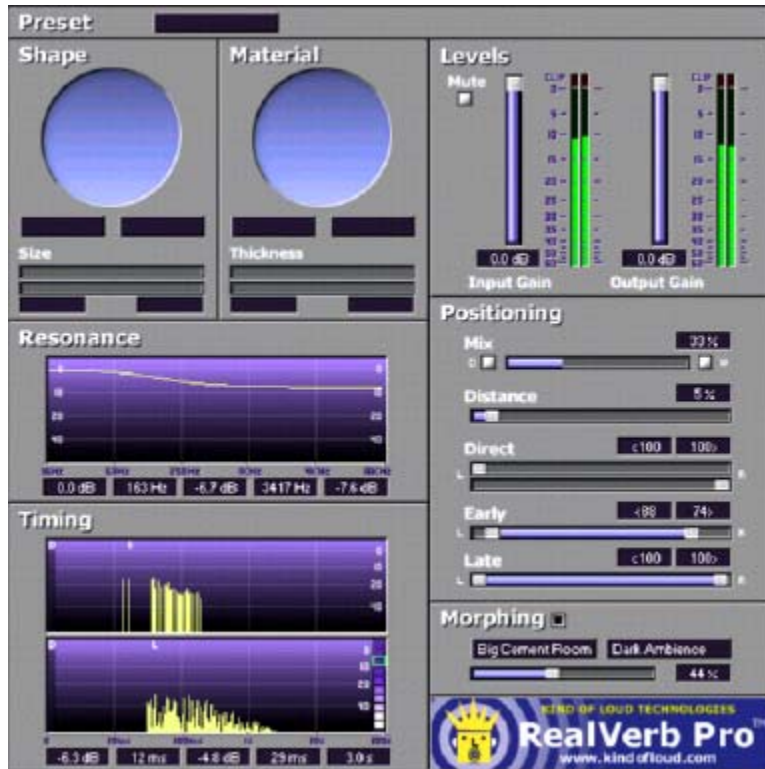 Preset
Shape
Material
Size
Thickness
Resonance
0.0 dB 163 Hz -6.7 dB 3417 Hz -7.6 dB
Timing
-6.3 dB 12 ms -4.8 dB 29 ms 3.0 s
Levels
Mute
CLIP CLIP
0.0 dB 0.0 dB
Input Gain Output Gain
Positioning
Mix 33 %
Distance 5 %
Direct <100 100>
L R
Early <88 74>
L R
Late <100 100>
L R
Morphing
Big Cement Room Dark Ambience
44 %
KIND OF LOUD TECHNOLOGIES
RealVerb Pro™
www.kindofloud.com